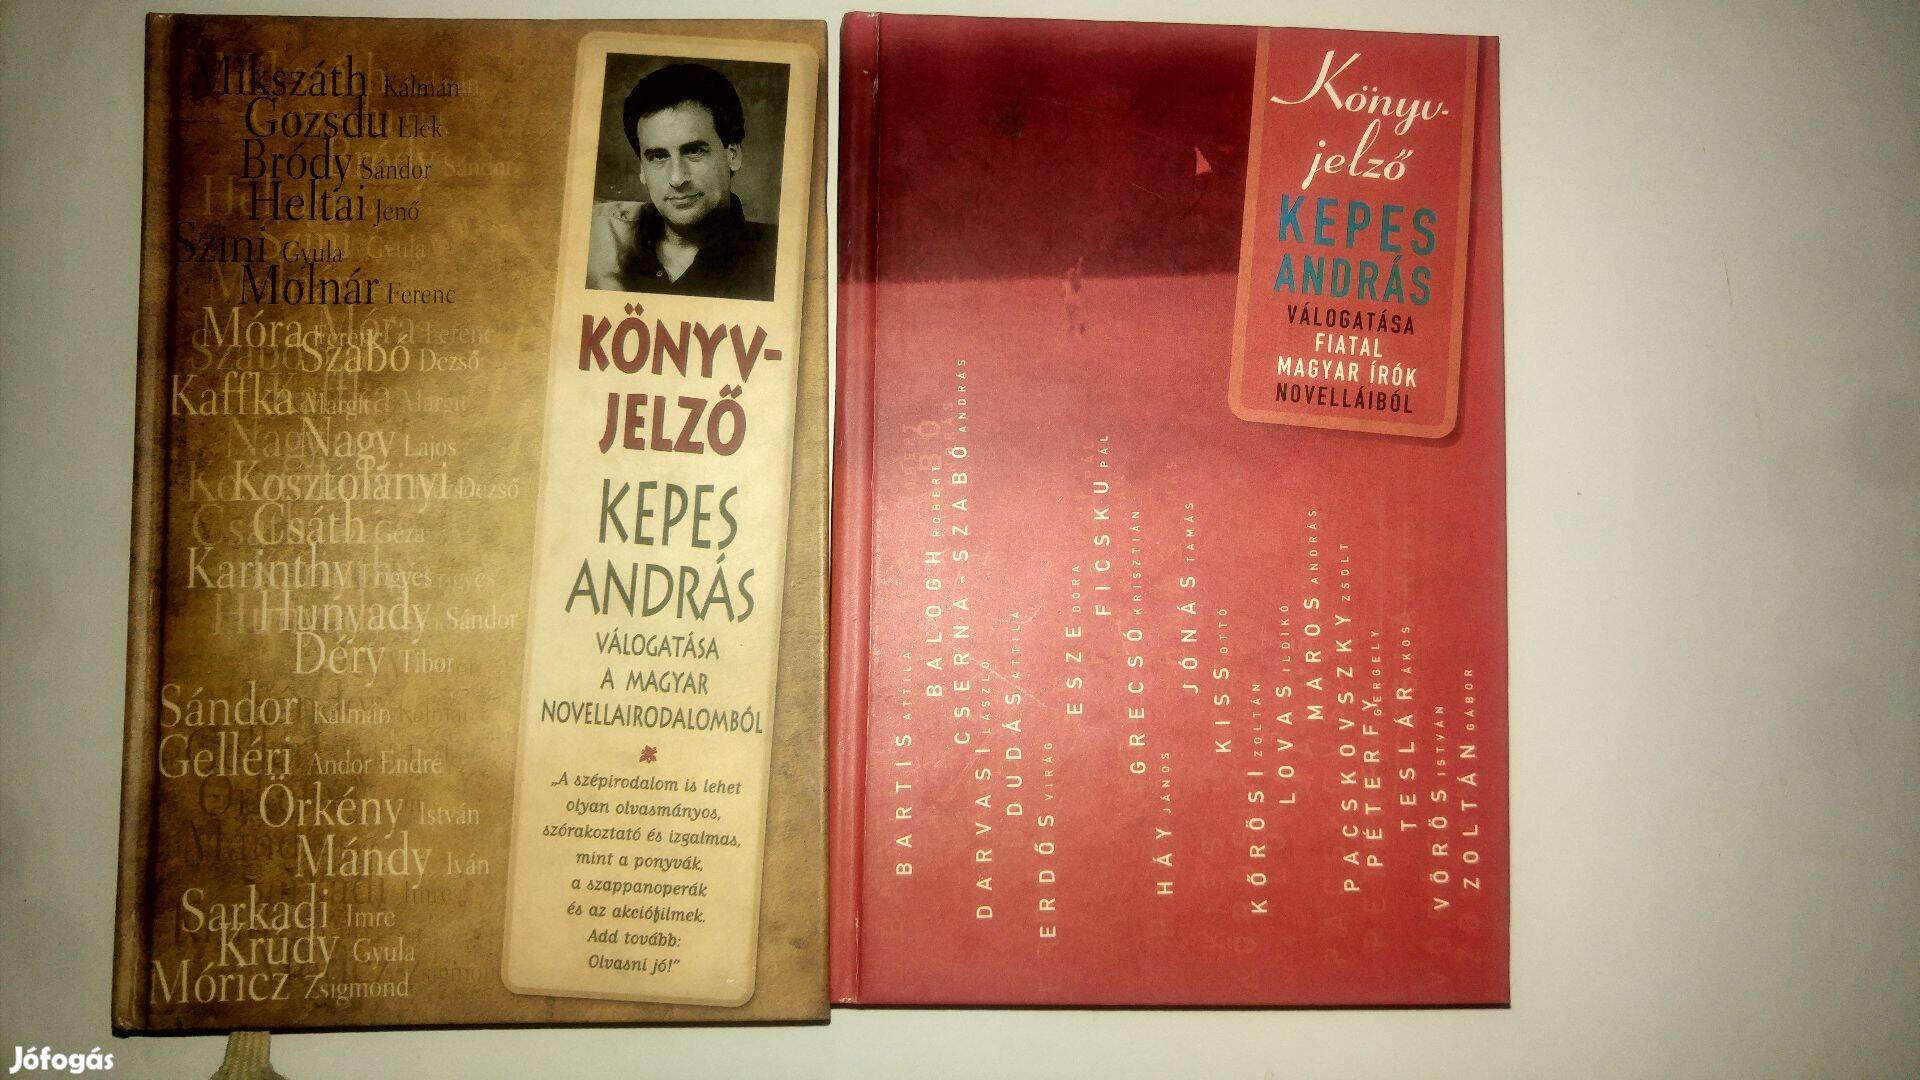 Mikszáth Kálmán
Gozsdu Elek
Bródy Sándor
Heltai Jenő
Szini Gyula
Molnár Ferenc
Móra Ferenc
Szabó Dezső
Kaffka Margit
Nagy Lajos
Kosztolányi Dezső
Csáth Géza
Karinthy Frigyes
Hunyady Sándor
Déry Tibor
Sándor Kálmán
Gelléri Andor Endre
Örkény István
Mándy Iván
Sarkadi Imre
Krúdy Gyula
Móricz Zsigmond
KÖNYV-
JELZŐ
KEPES
ANDRÁS
VÁLOGATÁSA
A MAGYAR
NOVELLAIRODALOMBÓL
„A szépirodalom is lehet
olyan olvasmányos,
szórakoztató és izgalmas,
mint a ponyvák,
a szappanoperák
és az akciófilmek.
Add tovább:
Olvasni jó!”
Könyv-
jelző
KEPES
ANDRÁS
VÁLOGATÁSA
FIATAL
MAGYAR ÍRÓK
NOVELLÁIBÓL
BARTIS ATTILA
BALOGH ROBERT
CSERNA-SZABÓ ANDRÁS
DARVASI LÁSZLÓ
DUDÁS ATTILA
ERDŐS VIRÁG
ESZE DÓRA
FICSKU PÁL
GRECSÓ KRISZTIÁN
HÁY JÁNOS
JÓNÁS TAMÁS
KISS OTTÓ
KŐRÖSI ZOLTÁN
LOVAS ILDIKÓ
MAROS ANDRÁS
PACSKOVSZKY ZSOLT
PÉTERFY GERGELY
TESLÁR ÁKOS
VÖRÖS ISTVÁN
ZOLTÁN GÁBOR
Jófogás